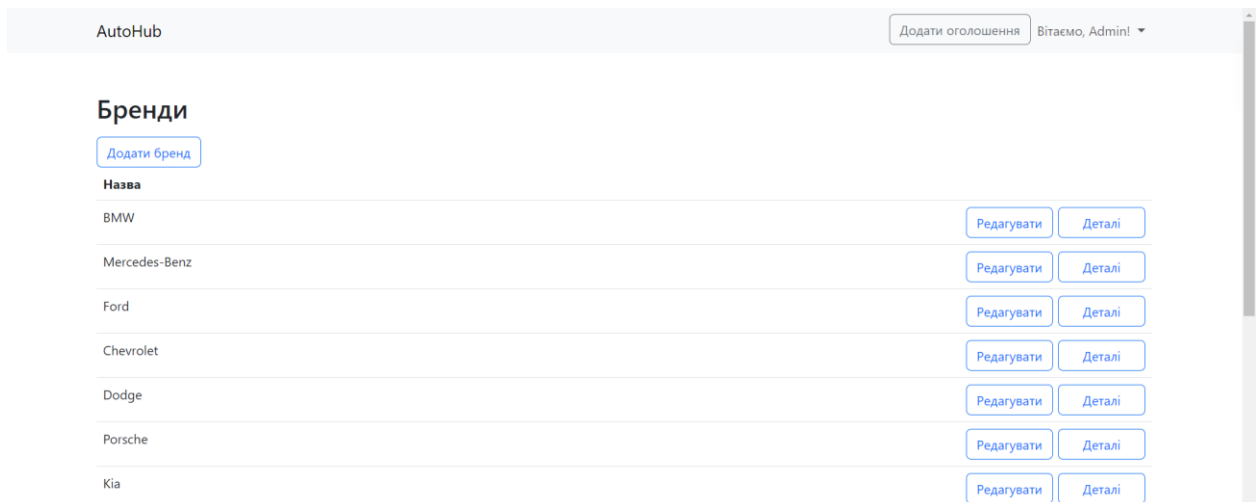 AutoHub Додати оголошення Вітаємо, Admin!
Бренди
Додати бренд
Назва
BMW Редагувати Деталі
Mercedes-Benz Редагувати Деталі
Ford Редагувати Деталі
Chevrolet Редагувати Деталі
Dodge Редагувати Деталі
Porsche Редагувати Деталі
Kia Редагувати Деталі